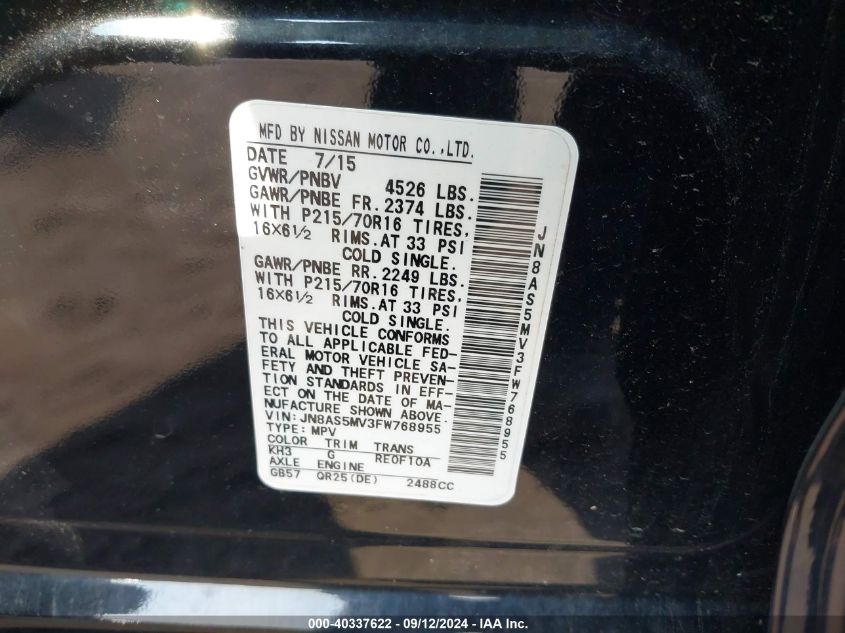 MFD BY NISSAN MOTOR CO.,LTD.
DATE 7/15
GVWR/PNBV 4526 LBS.
GAWR/PNBE FR. 2374 LBS.
WITH P215/70R16 TIRES,
16X6½ RIMS.AT 33 PSI
COLD SINGLE.
GAWR/PNBE RR. 2249 LBS.
WITH P215/70R16 TIRES,
16X6½ RIMS.AT 33 PSI
COLD SINGLE.
THIS VEHICLE CONFORMS
TO ALL APPLICABLE FED-
ERAL MOTOR VEHICLE SA-
FETY AND THEFT PREVEN-
TION STANDARDS IN EFF-
ECT ON THE DATE OF MA-
NUFACTURE SHOWN ABOVE.
VIN: JN8AS5MV3FW768955
TYPE: MPV
COLOR TRIM TRANS
KH3 G RE0F10A
AXLE ENGINE
GB57 QR25(DE) 2488CC
JN8AS5MV3FW768955
000-40337622 - 09/12/2024 - IAA Inc.